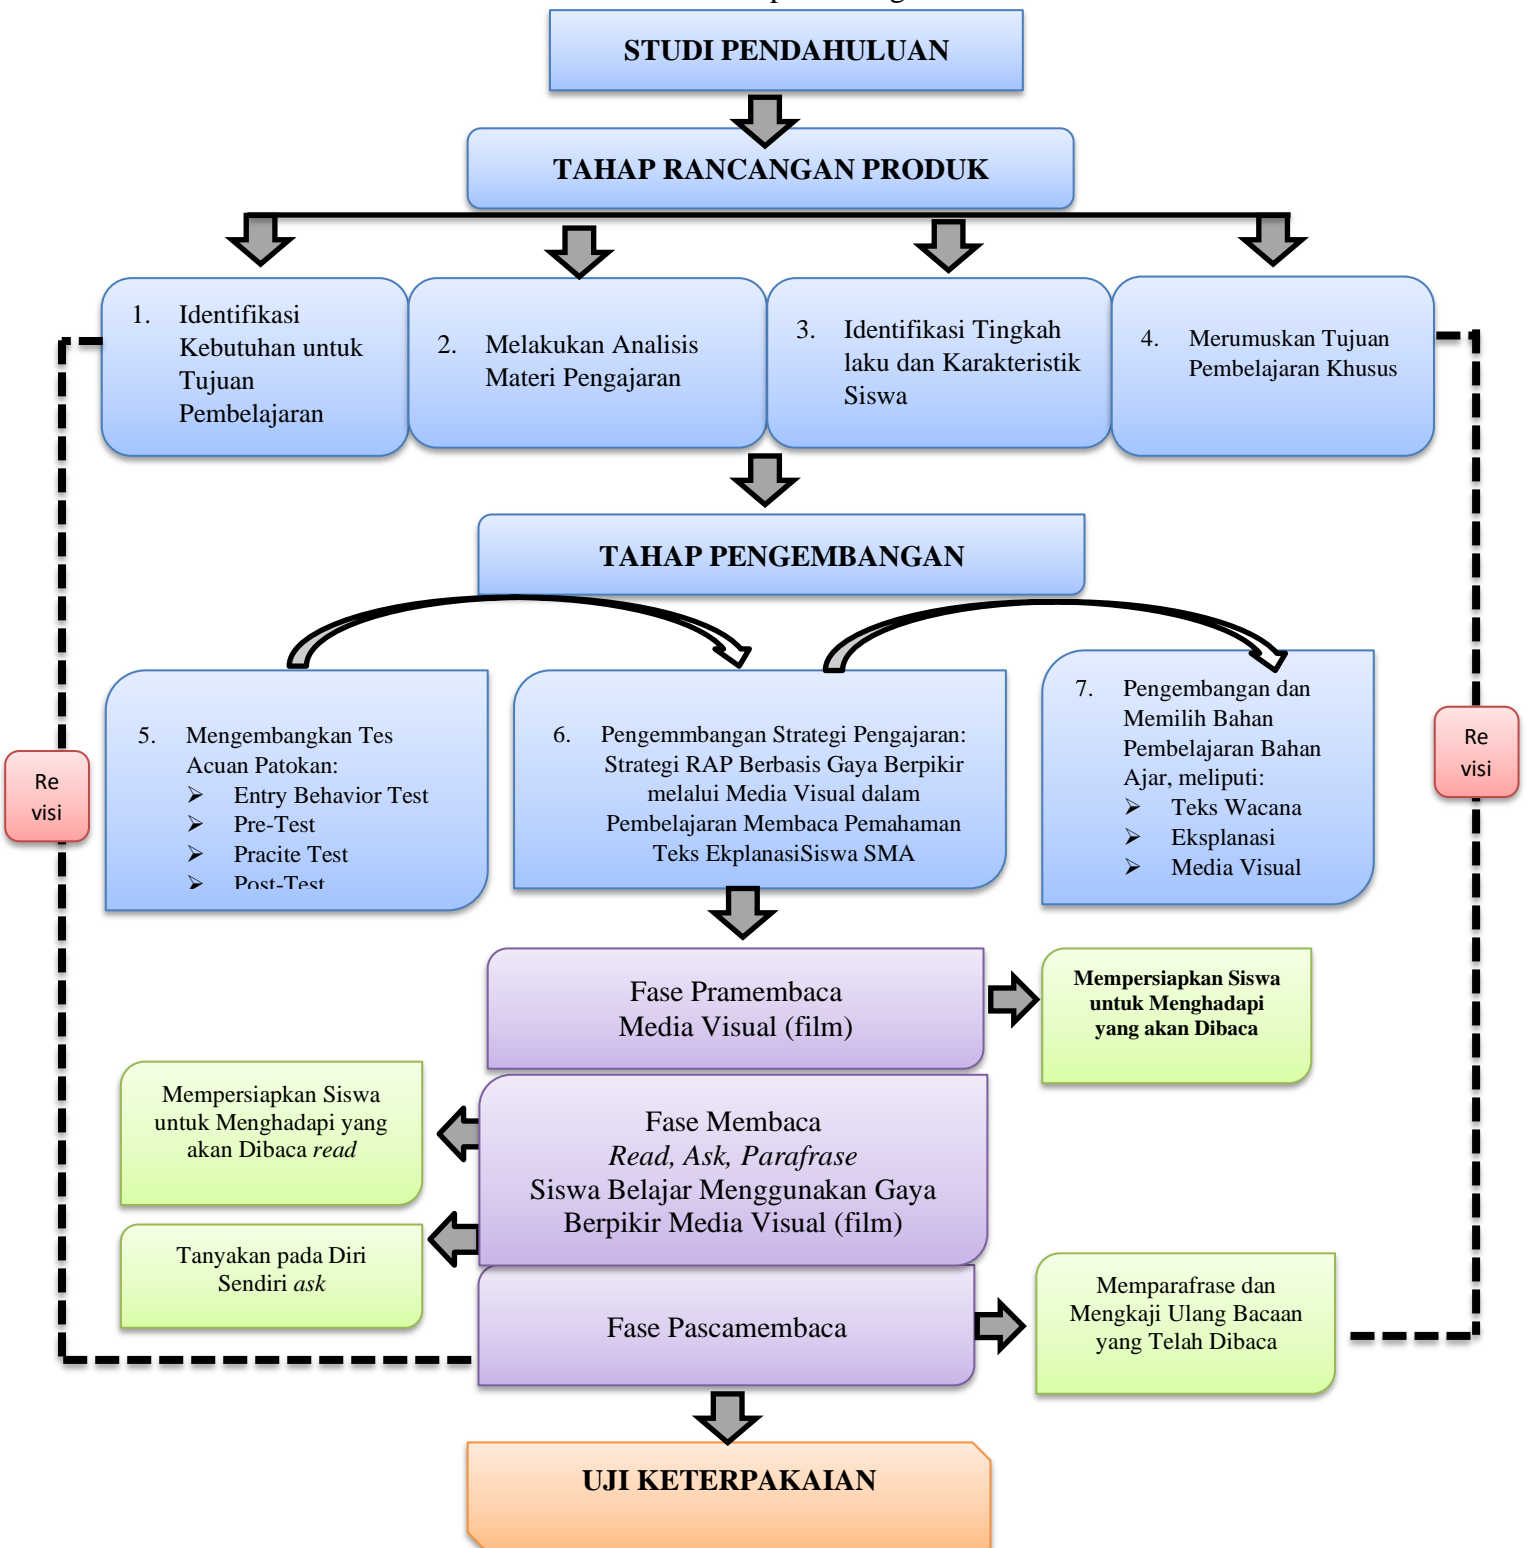 STUDI PENDAHULUAN
TAHAP RANCANGAN PRODUK
1. Identifikasi
Kebutuhan untuk
Tujuan
Pembelajaran
2. Melakukan Analisis
Materi Pengajaran
3. Identifikasi Tingkah
laku dan Karakteristik
Siswa
4. Merumuskan Tujuan
Pembelajaran Khusus
TAHAP PENGEMBANGAN
5. Mengembangkan Tes
Acuan Patokan:
➢ Entry Behavior Test
➢ Pre-Test
➢ Pracite Test
➢ Post-Test
6. Pengemmbangan Strategi Pengajaran:
Strategi RAP Berbasis Gaya Berpikir
melalui Media Visual dalam
Pembelajaran Membaca Pemahaman
Teks EkplanasiSiswa SMA
7. Pengembangan dan
Memilih Bahan
Pembelajaran Bahan
Ajar, meliputi:
➢ Teks Wacana
➢ Eksplanasi
➢ Media Visual
Re
visi
Re
visi
Fase Pramembaca
Media Visual (film)
Mempersiapkan Siswa
untuk Menghadapi
yang akan Dibaca
Mempersiapkan Siswa
untuk Menghadapi yang
akan Dibaca read
Fase Membaca
Read, Ask, Parafrase
Siswa Belajar Menggunakan Gaya
Berpikir Media Visual (film)
Tanyakan pada Diri
Sendiri ask
Fase Pascamembaca
Memparafrase dan
Mengkaji Ulang Bacaan
yang Telah Dibaca
UJI KETERPAKAIAN